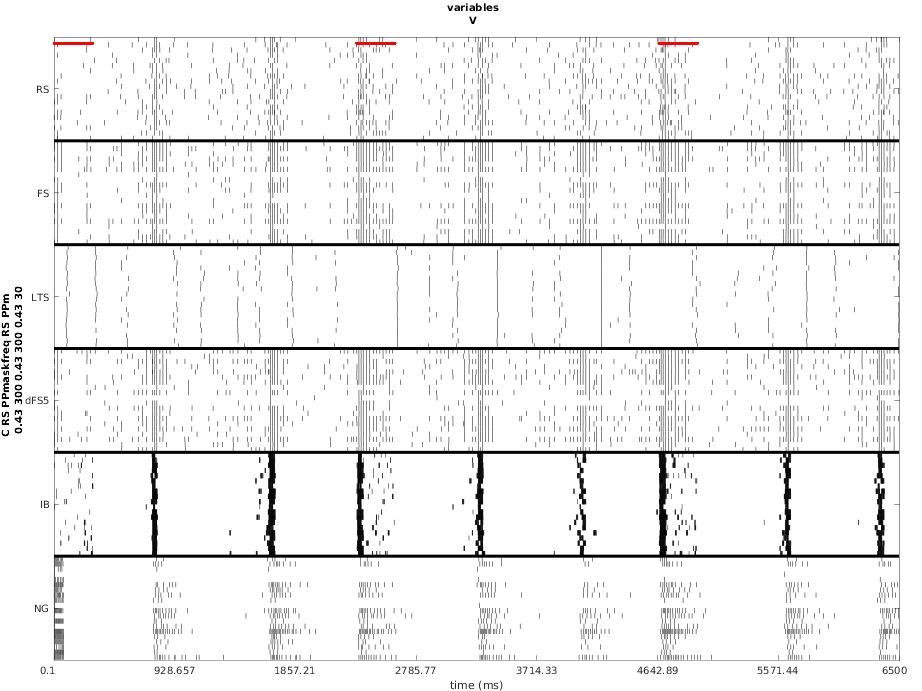 variables
V
RS
FS
LTS
dFS5
IB
NG
C RS PPmaskfreq RS PPm
0.43 300 0.43 300 0.43 30
0.1 928.657 1857.21 2785.77 3714.33 4642.89 5571.44 6500
time (ms)